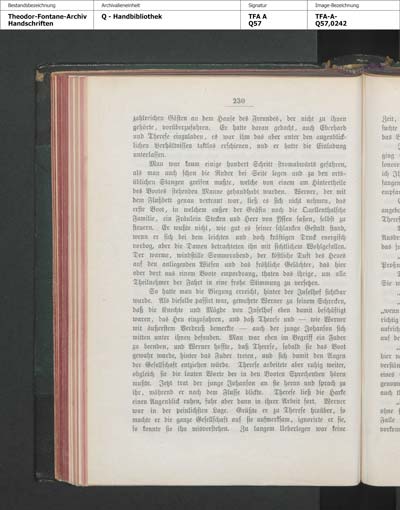 Bestandsbezeichnung
Archivalieneinheit
Signatur
Image-Bezeichnung
Theodor-Fontane-Archiv
Handschriften
Q - Handbibliothek
TFA A
Q57
TFA-A-
Q57,0242
230
zahlreichen Gästen an dem Hause des Freundes, der nicht zu ihnen
gehörte, vorüberzufahren. Er hatte daran gedacht, auch Eberhard
und Therese einzuladen, es war ihm das aber unter den augenblick-
lichen Verhältnissen taktlos erschienen, und er hatte die Einladung
unterlassen.
Man war kaum einige hundert Schritt stromabwärts gefahren,
als man auch schon die Ruder bei Seite legen und zu den orts-
üblichen Stangen greifen mußte, welche von einem am Hinterteile
des Bootes stehenden Manne gehandhabt wurden. Werner, der mit
dem Flußbett genau vertraut war, ließ es sich nicht nehmen, das
erste Boot, in welchem außer der Gräfin noch die Quellenthalsche
Familie, ein Fräulein und Herr von saßen, selbst zu
steuern. Er wußte nicht, wie gut es seiner schlanken Gestalt stand,
wenn er sich bei dem leichten und doch kräftigen Druck energisch
vorbog, aber die Damen betrachteten ihn mit sichtlichem Wohlgefallen.
Der warme, windstille Sommerabend, der köstliche Duft des Heues
auf den anliegenden Wiesen und das fröhliche Gelächter, das hier
oder dort aus einem Boote emporklang, thaten das ihrige, um alle
Theilnehmer der Fahrt in eine frohe Stimmung zu versetzen.
So hatte man die Biegung erreicht, hinter der Inselhof sichtbar
wurde. Als dieselbe passirt war, gewahrte Werner zu seinem Schrecken,
daß die Knechte und Mägde von Inselhof eben damit beschäftigt
waren, das Heu einzufahren, und daß Therese und — wie Werner
mit äußerstem Verdruß bemerkte — auch der junge Johanson sich
mitten unter ihnen befanden. Man war eben im Begriff ein Fuder
zu beenden, und Werner hoffte, daß Therese, sobald sie das Boot
gewahr wurde, hinter das Fuder treten, und sich damit den Augen
der Gesellschaft entziehen würde. Therese arbeitete aber ruhig weiter,
obgleich sie die lauten Worte der in den Booten Sprechenden hören
mußte. Jetzt trat der junge Johanson an sie heran und sprach zu
ihr, während er nach dem Flusse blickte. Therese ließ die Harke
einen Augenblick ruhen, fuhr aber dann in ihrer Arbeit fort. Werner
war in der peinlichsten Lage. Grüßte er zu Therese hinüber, so
machte er die ganze Gesellschaft auf sie aufmerksam, ignorirte er sie,
so konnte sie ihn mißverstehen. Zu langem Ueberlegen war keine